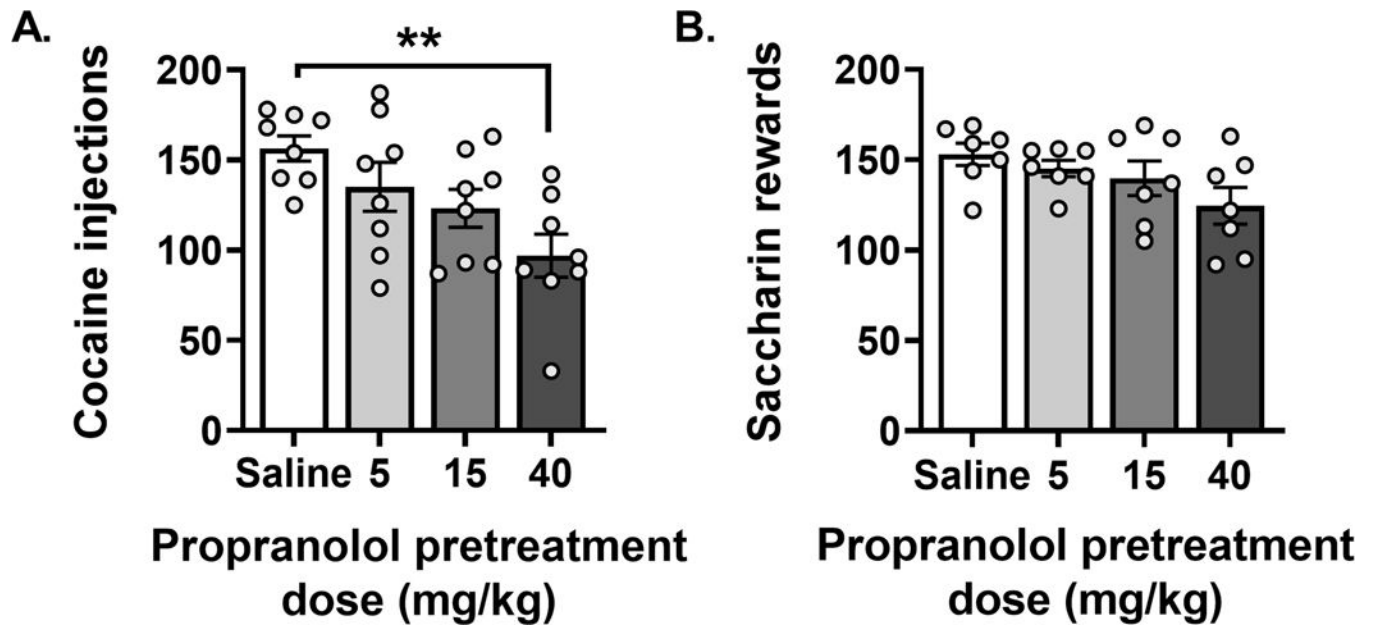 A.
**
Cocaine injections
200
150
100
50
0
Saline 5 15 40
Propranolol pretreatment
dose (mg/kg)
B.
Saccharin rewards
200
150
100
50
0
Saline 5 15 40
Propranolol pretreatment
dose (mg/kg)